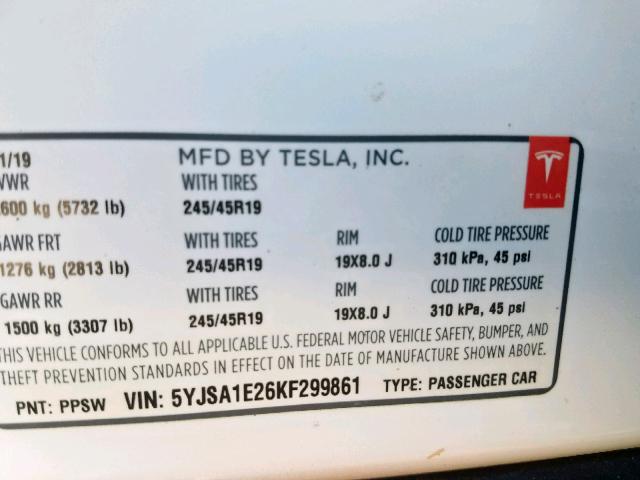 1/19 MFD BY TESLA, INC.
VWR WITH TIRES TESLA
600 kg (5732 lb) 245/45R19
GAWR FRT WITH TIRES RIM COLD TIRE PRESSURE
1276 kg (2813 lb) 245/45R19 19X8.0 J 310 kPa, 45 psi
GAWR RR WITH TIRES RIM COLD TIRE PRESSURE
1500 kg (3307 lb) 245/45R19 19X8.0 J 310 kPa, 45 psi
THIS VEHICLE CONFORMS TO ALL APPLICABLE U.S. FEDERAL MOTOR VEHICLE SAFETY, BUMPER, AND
THEFT PREVENTION STANDARDS IN EFFECT ON THE DATE OF MANUFACTURE SHOWN ABOVE.
PNT: PPSW VIN: 5YJSA1E26KF299861 TYPE: PASSENGER CAR